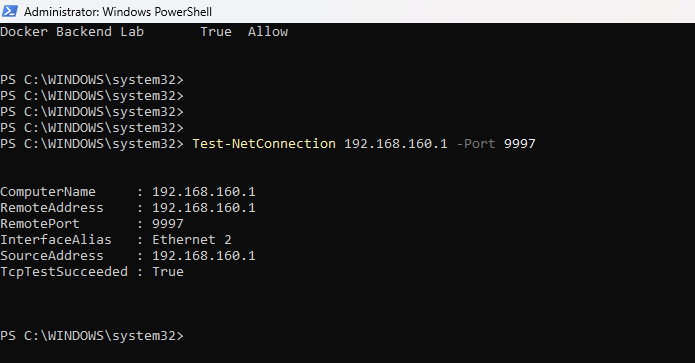 Administrator: Windows PowerShell
Docker Backend Lab       True  Allow
PS C:\WINDOWS\system32>
PS C:\WINDOWS\system32>
PS C:\WINDOWS\system32>
PS C:\WINDOWS\system32>
PS C:\WINDOWS\system32> Test-NetConnection 192.168.160.1 -Port 9997
ComputerName     : 192.168.160.1
RemoteAddress    : 192.168.160.1
RemotePort       : 9997
InterfaceAlias   : Ethernet 2
SourceAddress    : 192.168.160.1
TcpTestSucceeded : True
PS C:\WINDOWS\system32>